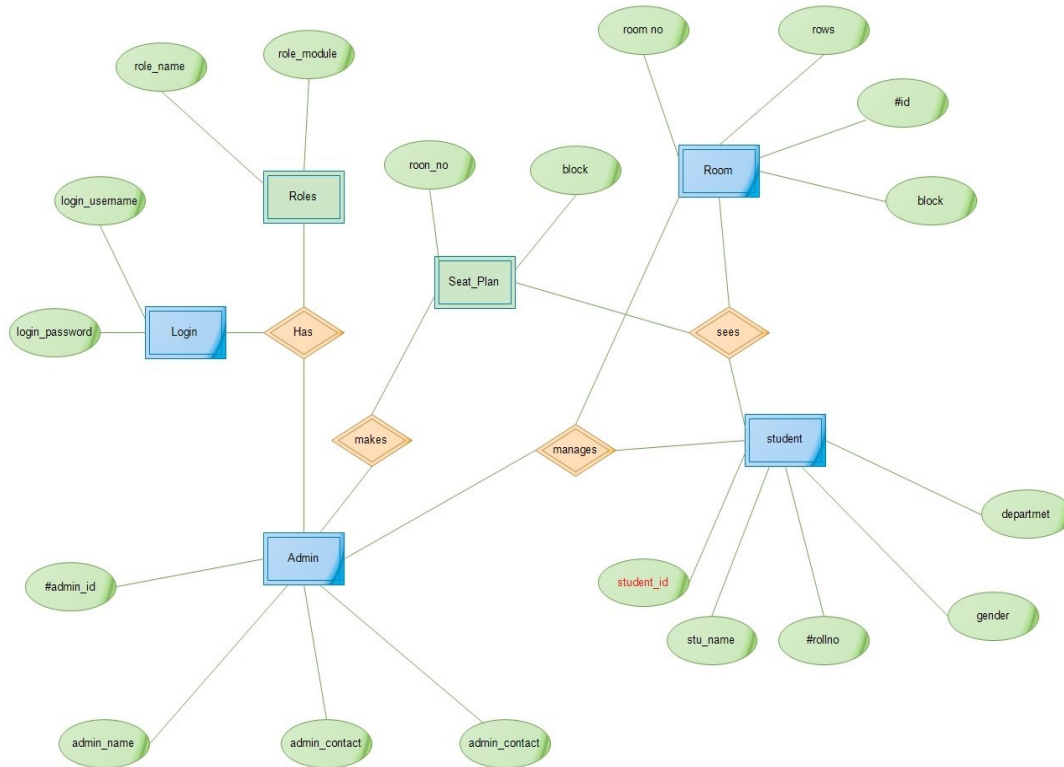 room no
rows
role_module
role_name
#id
roon_no
block
Room
Roles
block
login_username
Seat_Plan
login_password
Login
Has
sees
makes
manages
student
departmet
Admin
#admin_id
student_id
gender
stu_name
#rollno
admin_name
admin_contact
admin_contact